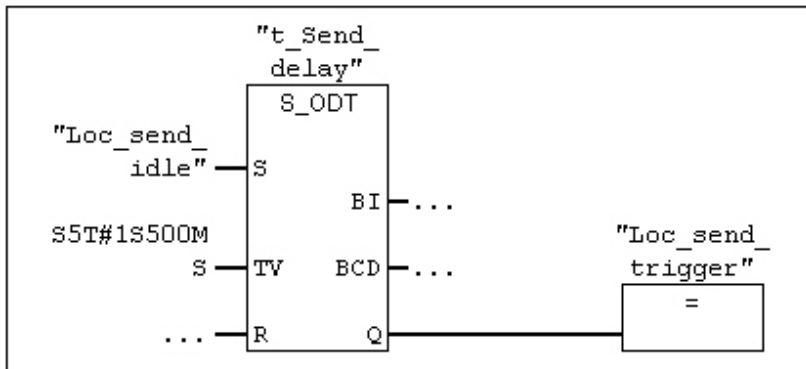 "t_Send_
delay"
S_ODT
"Loc_send_
idle"
S
BI
...
S5T#1S500M
S
TV
BCD
...
"Loc_send_
trigger"
=
...
R
Q